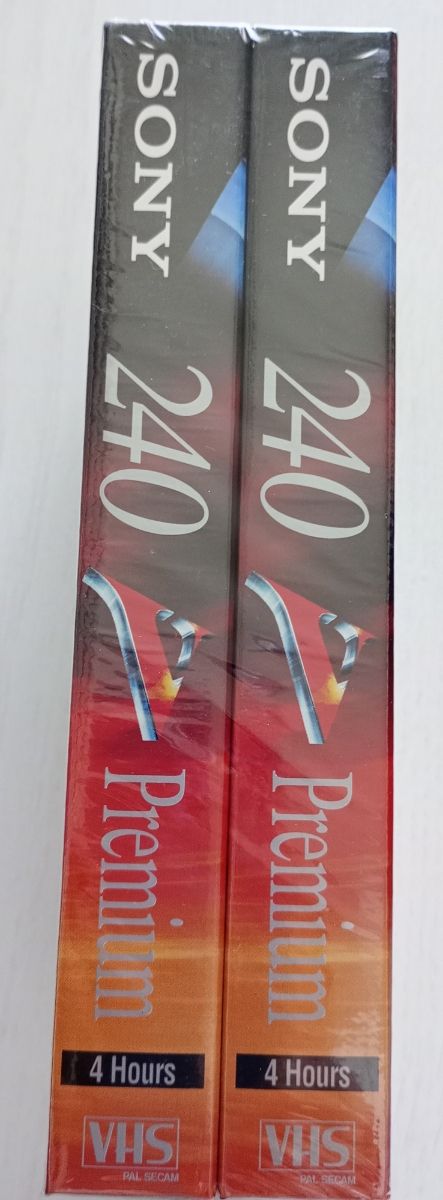 SONY
240
V
Premium
4 Hours
VHS
PAL SECAM
SONY
240
V
Premium
4 Hours
VHS
PAL SECAM